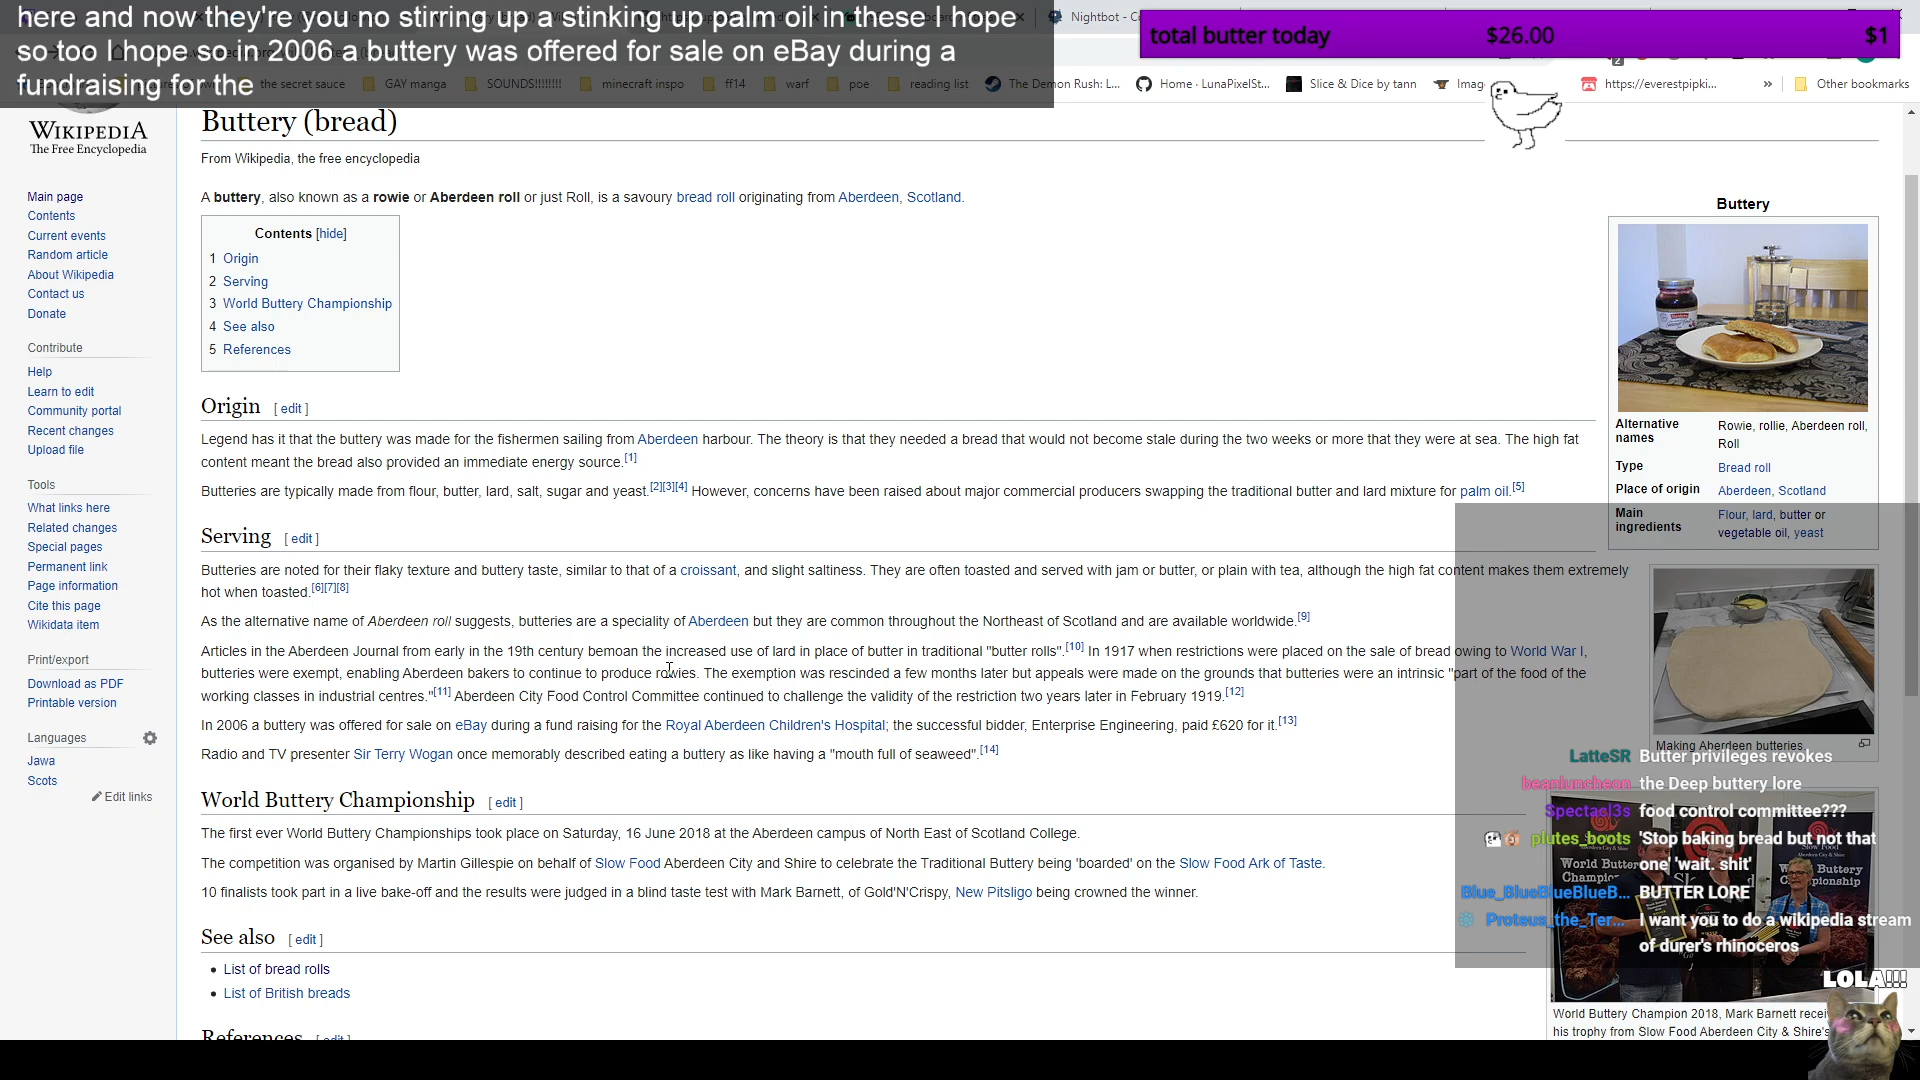 here and now they're you no stirring up a stinking up palm oil in these I hope
so too I hope so in 2006 a buttery was offered for sale on eBay during a
fundraising for the
total butter today $26.00 $1
Nightbot - C
the secret sauce GAY manga SOUNDS!!!!!!!! minecraft inspo ff14 warf poe reading list The Demon Rush: L... Home · LunaPixelSt... Slice & Dice by tann Imag https://everestpipki... » Other bookmarks
WIKIPEDIA
The Free Encyclopedia
Main page
Contents
Current events
Random article
About Wikipedia
Contact us
Donate
Contribute
Help
Learn to edit
Community portal
Recent changes
Upload file
Tools
What links here
Related changes
Special pages
Permanent link
Page information
Cite this page
Wikidata item
Print/export
Download as PDF
Printable version
Languages
Jawa
Scots
Edit links
Buttery (bread)
From Wikipedia, the free encyclopedia
A buttery, also known as a rowie or Aberdeen roll or just Roll, is a savoury bread roll originating from Aberdeen, Scotland.
Contents [hide]
1 Origin
2 Serving
3 World Buttery Championship
4 See also
5 References
Origin [ edit ]
Legend has it that the buttery was made for the fishermen sailing from Aberdeen harbour. The theory is that they needed a bread that would not become stale during the two weeks or more that they were at sea. The high fat
content meant the bread also provided an immediate energy source.[1]
Butteries are typically made from flour, butter, lard, salt, sugar and yeast.[2][3][4] However, concerns have been raised about major commercial producers swapping the traditional butter and lard mixture for palm oil.[5]
Serving [ edit ]
Butteries are noted for their flaky texture and buttery taste, similar to that of a croissant, and slight saltiness. They are often toasted and served with jam or butter, or plain with tea, although the high fat content makes them extremely
hot when toasted.[6][7][8]
As the alternative name of Aberdeen roll suggests, butteries are a speciality of Aberdeen but they are common throughout the Northeast of Scotland and are available worldwide.[9]
Articles in the Aberdeen Journal from early in the 19th century bemoan the increased use of lard in place of butter in traditional "butter rolls".[10] In 1917 when restrictions were placed on the sale of bread owing to World War I,
butteries were exempt, enabling Aberdeen bakers to continue to produce rowies. The exemption was rescinded a few months later but appeals were made on the grounds that butteries were an intrinsic "part of the food of the
working classes in industrial centres."[11] Aberdeen City Food Control Committee continued to challenge the validity of the restriction two years later in February 1919.[12]
In 2006 a buttery was offered for sale on eBay during a fund raising for the Royal Aberdeen Children's Hospital; the successful bidder, Enterprise Engineering, paid £620 for it.[13]
Radio and TV presenter Sir Terry Wogan once memorably described eating a buttery as like having a "mouth full of seaweed".[14]
World Buttery Championship [ edit ]
The first ever World Buttery Championships took place on Saturday, 16 June 2018 at the Aberdeen campus of North East of Scotland College.
The competition was organised by Martin Gillespie on behalf of Slow Food Aberdeen City and Shire to celebrate the Traditional Buttery being 'boarded' on the Slow Food Ark of Taste.
10 finalists took part in a live bake-off and the results were judged in a blind taste test with Mark Barnett, of Gold'N'Crispy, New Pitsligo being crowned the winner.
See also [ edit ]
• List of bread rolls
• List of British breads
References [ edit ]
Buttery
Alternative names Rowie, rollie, Aberdeen roll, Roll
Type Bread roll
Place of origin Aberdeen, Scotland
Main ingredients Flour, lard, butter or vegetable oil, yeast
Making Aberdeen butteries.
LatteSR Butter privileges revokes
beanluncheon the Deep buttery lore
Spectacl3s food control committee???
plutes_boots 'Stop baking bread but not that
one 'wait. shit'
Blue_BlueBlueBlueB... BUTTER LORE
Proteus_the_Ter... I want you to do a wikipedia stream
of durer's rhinoceros
LOLA!!!
World Buttery Champion 2018, Mark Barnett recei
his trophy from Slow Food Aberdeen City & Shire's